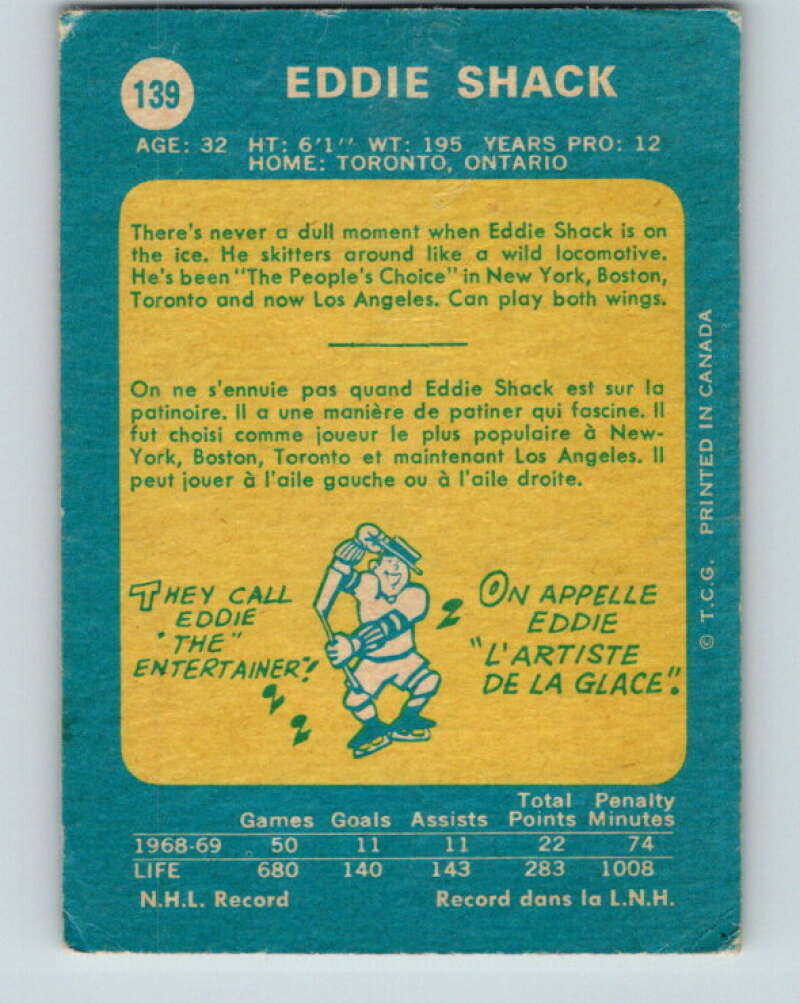 139
EDDIE SHACK
AGE: 32 HT: 6'1'' WT: 195 YEARS PRO: 12
HOME: TORONTO, ONTARIO
There's never a dull moment when Eddie Shack is on
the ice. He skitters around like a wild locomotive.
He's been "The People's Choice" in New York, Boston,
Toronto and now Los Angeles. Can play both wings.
On ne s'ennuie pas quand Eddie Shack est sur la
patinoire. Il a une manière de patiner qui fascine. Il
fut choisi comme joueur le plus populaire à New-
York, Boston, Toronto et maintenant Los Angeles. Il
peut jouer à l'aile gauche ou à l'aile droite.
THEY CALL
EDDIE
"THE"
ENTERTAINER"!
ON APPELLE
EDDIE
"L'ARTISTE
DE LA GLACE".
© T.C.G. PRINTED IN CANADA
Total Penalty
Games Goals Assists Points Minutes
1968-69 50 11 11 22 74
LIFE 680 140 143 283 1008
N.H.L. Record Record dans la L.N.H.